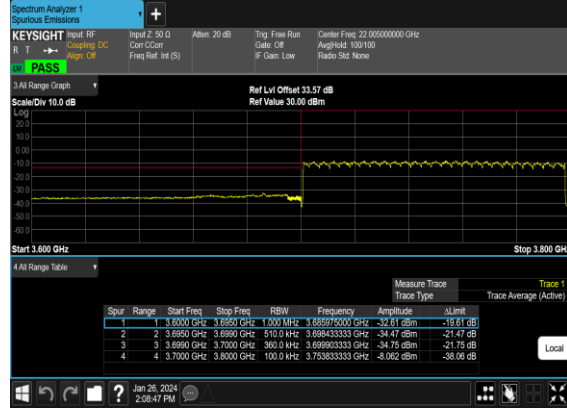 Spectrum Analyzer 1
Spurious Emissions
+
KEYSIGHT Input: RF Input Z: 50 Ω Atten: 20 dB Trig: Free Run Center Freq: 22.005000000 GHz
R T Coupling: DC Corr CCorr Gate: Off Avg|Hold: 100/100
Align: Off Freq Ref: Int (S) IF Gain: Low Radio Std: None
LW PASS
3 All Range Graph
Ref Lvl Offset 33.57 dB
Scale/Div 10.0 dB Ref Value 30.00 dBm
Log
20.0
10.0
0.00
-10.0
-20.0
-30.0
-40.0
-50.0
-60.0
Start 3.600 GHz Stop 3.800 GH
4 All Range Table
Measure Trace Trace 1
Trace Type Trace Average (Active)
Spur Range Start Freq Stop Freq RBW Frequency Amplitude ΔLimit
1 1 3.6000 GHz 3.6950 GHz 1.000 MHz 3.685975000 GHz -32.61 dBm -19.61 dB
2 2 3.6950 GHz 3.6990 GHz 510.0 kHz 3.698433333 GHz -34.45 dBm -21.47 dB
3 3 3.6990 GHz 3.7000 GHz 360.0 kHz 3.699903333 GHz -34.75 dBm -21.75 dB
4 4 3.7000 GHz 3.8000 GHz 100.0 kHz 3.753833333 GHz -8.062 dBm -38.06 dB
Local
? Jan 26, 2024
2:08:47 PM